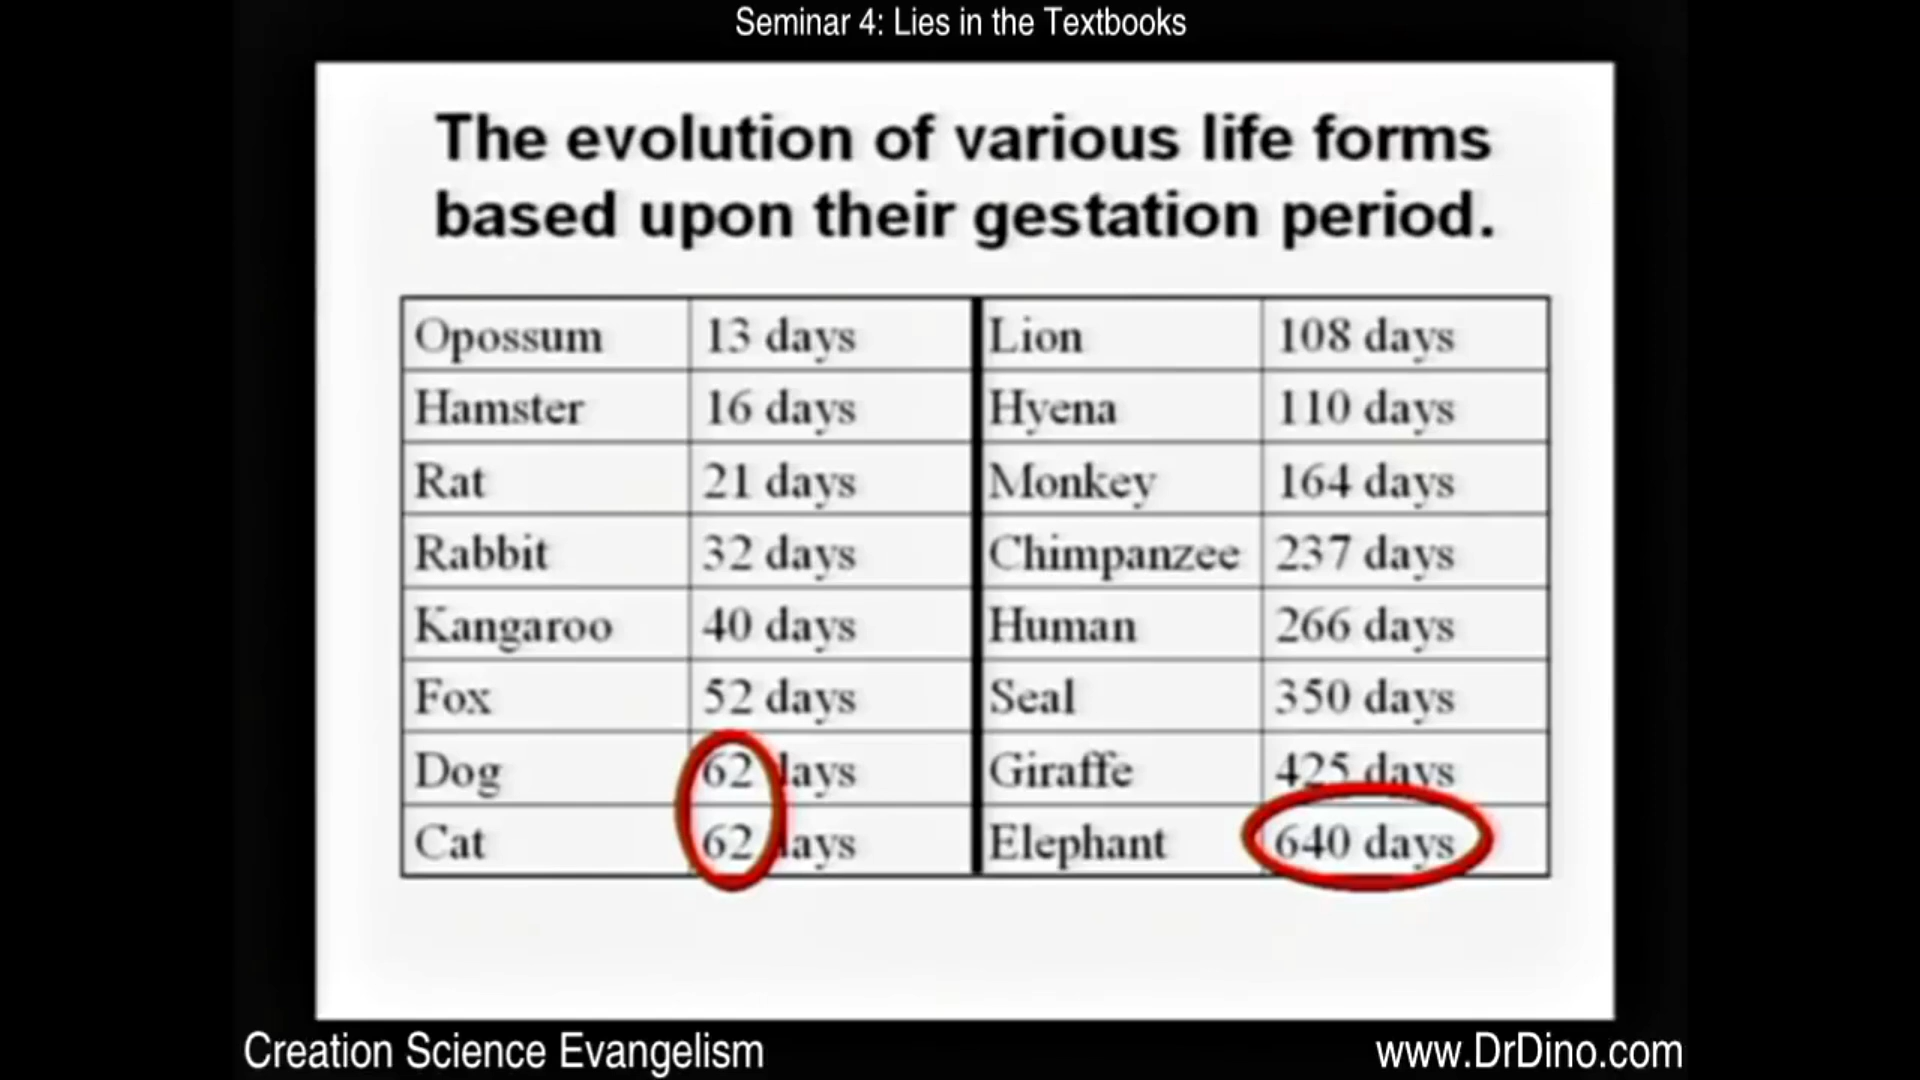 Seminar 4: Lies in the Textbooks
The evolution of various life forms
based upon their gestation period.
Opossum 13 days Lion 108 days
Hamster 16 days Hyena 110 days
Rat 21 days Monkey 164 days
Rabbit 32 days Chimpanzee 237 days
Kangaroo 40 days Human 266 days
Fox 52 days Seal 350 days
Dog 62 days Giraffe 425 days
Cat 62 days Elephant 640 days
Creation Science Evangelism www.DrDino.com